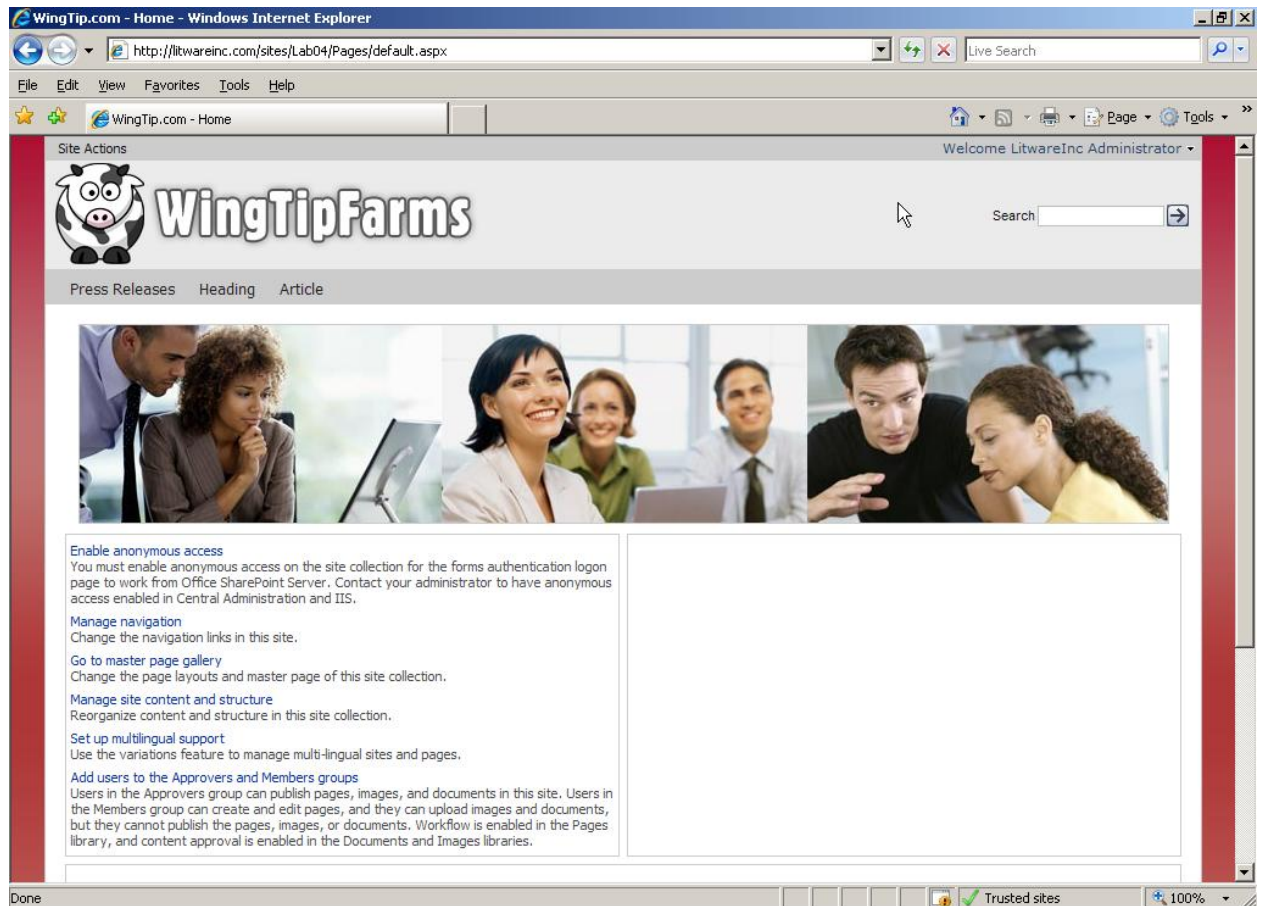 WingTip.com - Home - Windows Internet Explorer
http://litwareinc.com/sites/Lab04/Pages/default.aspx
Live Search
File Edit View Favorites Tools Help
WingTip.com - Home
Page Tools »
Site Actions
Welcome LitwareInc Administrator
WingTipFarms
Search
Press Releases Heading Article
Enable anonymous access
You must enable anonymous access on the site collection for the forms authentication logon
page to work from Office SharePoint Server. Contact your administrator to have anonymous
access enabled in Central Administration and IIS.
Manage navigation
Change the navigation links in this site.
Go to master page gallery
Change the page layouts and master page of this site collection.
Manage site content and structure
Reorganize content and structure in this site collection.
Set up multilingual support
Use the variations feature to manage multi-lingual sites and pages.
Add users to the Approvers and Members groups
Users in the Approvers group can publish pages, images, and documents in this site. Users in
the Members group can create and edit pages, and they can upload images and documents,
but they cannot publish the pages, images, or documents. Workflow is enabled in the Pages
library, and content approval is enabled in the Documents and Images libraries.
Done
Trusted sites
100%